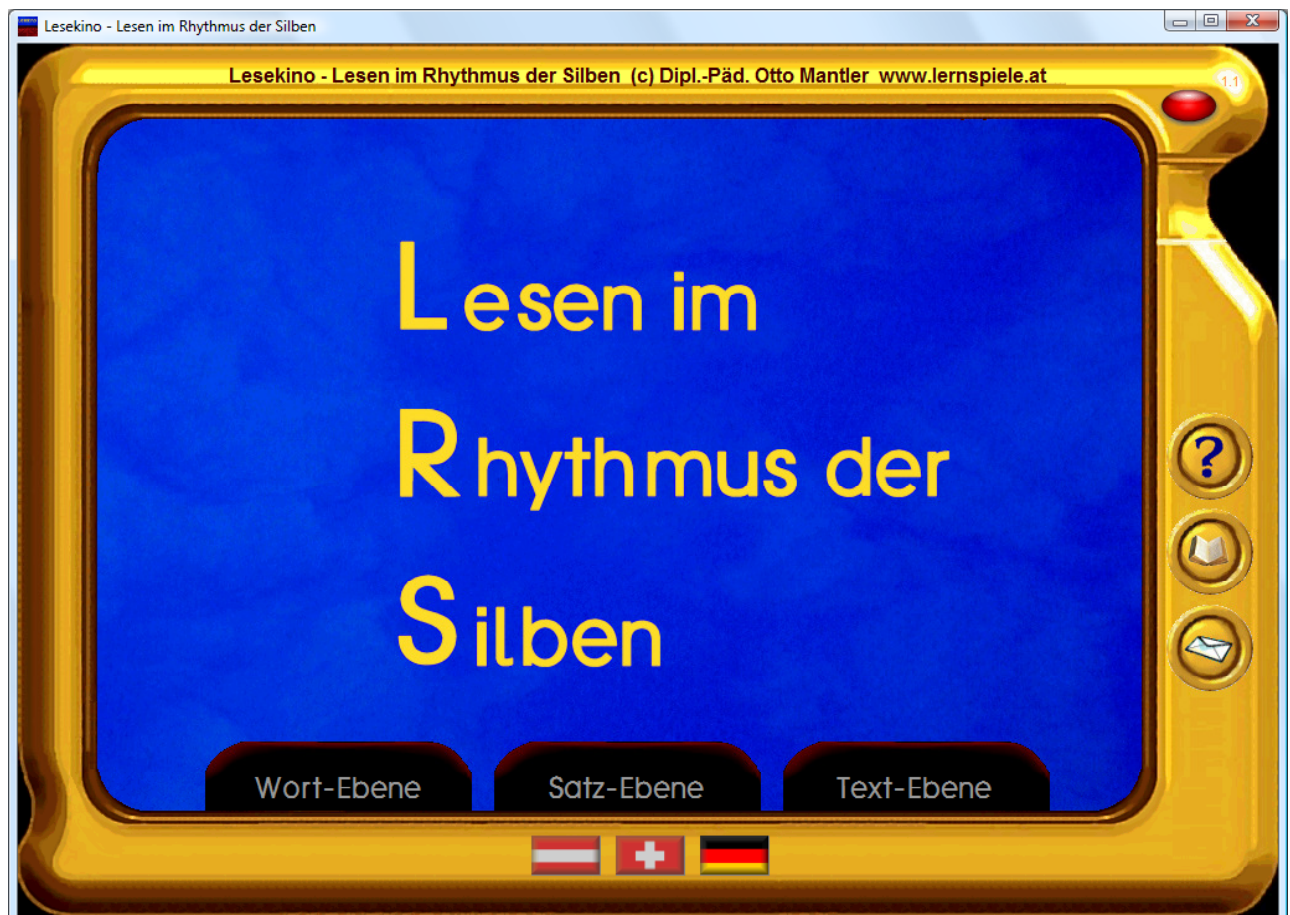 Lesekino - Lesen im Rhythmus der Silben
Lesekino - Lesen im Rhythmus der Silben (c) Dipl.-Päd. Otto Mantler www.lernspiele.at
1.1
Lesen im
Rhythmus der
Silben
?
Wort-Ebene Satz-Ebene Text-Ebene